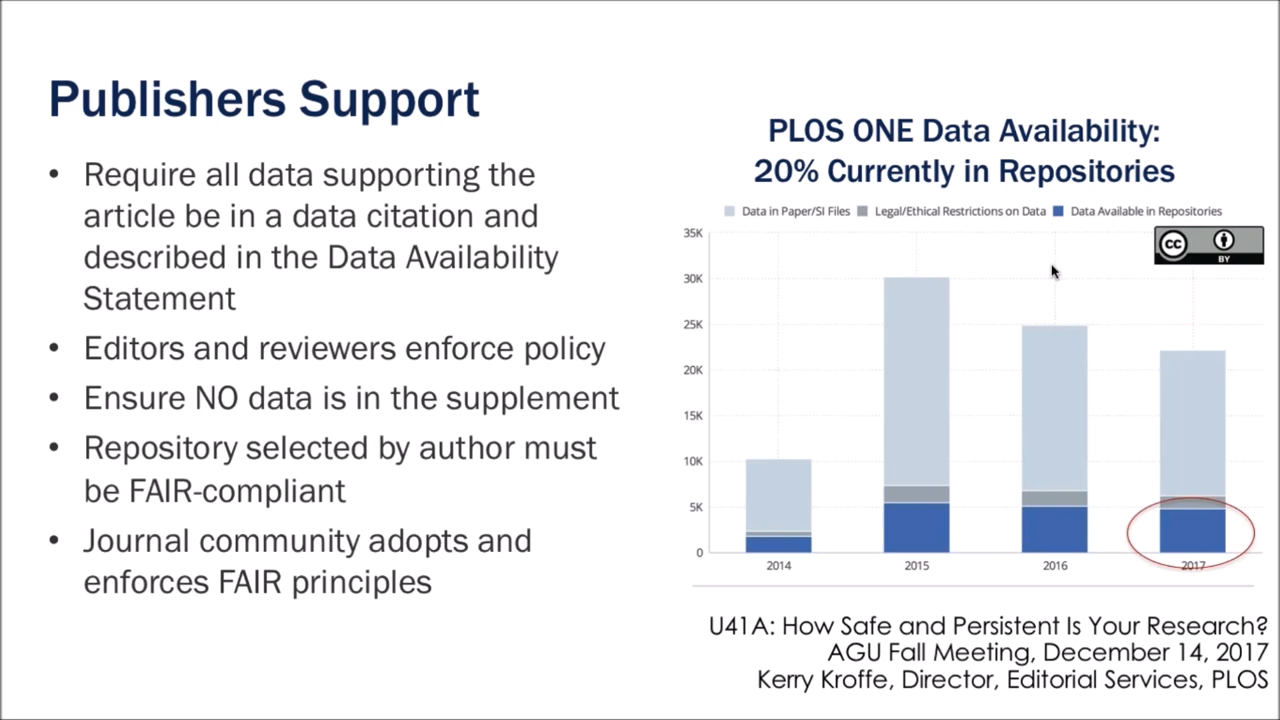 Publishers Support
• Require all data supporting the
article be in a data citation and
described in the Data Availability
Statement
• Editors and reviewers enforce policy
• Ensure NO data is in the supplement
• Repository selected by author must
be FAIR-compliant
• Journal community adopts and
enforces FAIR principles
PLOS ONE Data Availability:
20% Currently in Repositories
Data in Paper/SI Files Legal/Ethical Restrictions on Data Data Available in Repositories
35K
30K
25K
20K
15K
10K
5K
0
2014 2015 2016 2017
cc
BY
U41A: How Safe and Persistent Is Your Research?
AGU Fall Meeting, December 14, 2017
Kerry Kroffe, Director, Editorial Services, PLOS